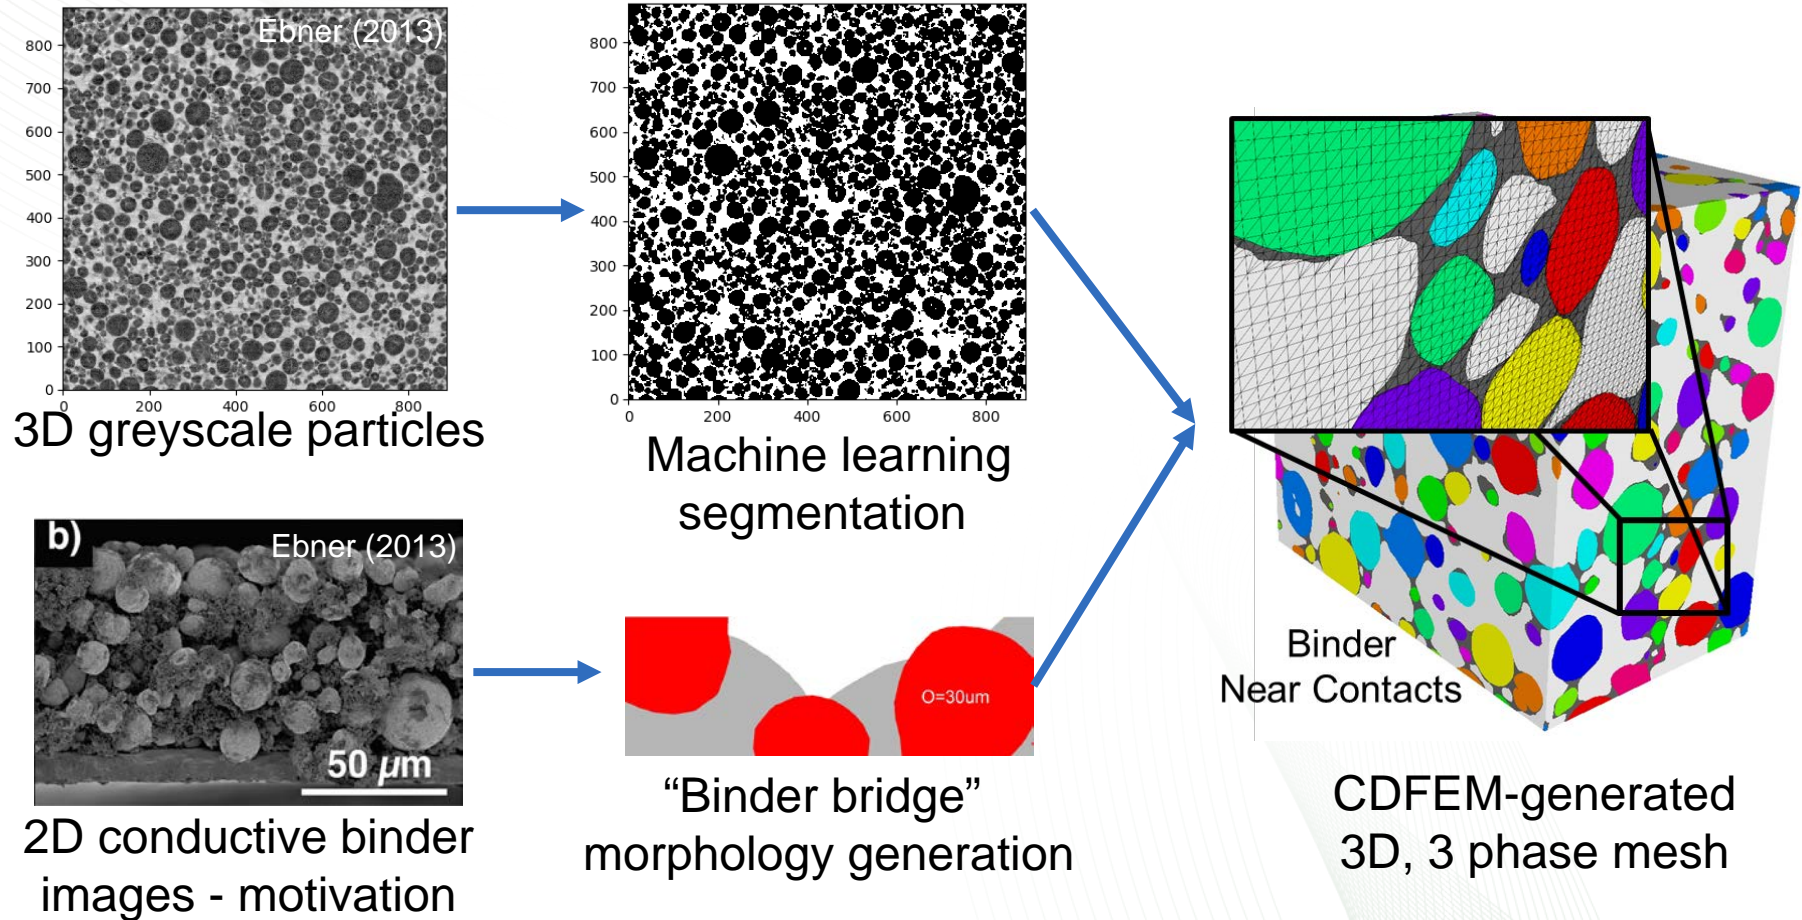 Ebner (2013)
800
700
600
500
400
300
200
100
0
0 200 400 600 800
3D greyscale particles
800
700
600
500
400
300
200
100
0
0 200 400 600 800
Machine learning
segmentation
b)
Ebner (2013)
50 µm
2D conductive binder
images - motivation
O=30um
“Binder bridge”
morphology generation
Binder
Near Contacts
CDFEM-generated
3D, 3 phase mesh